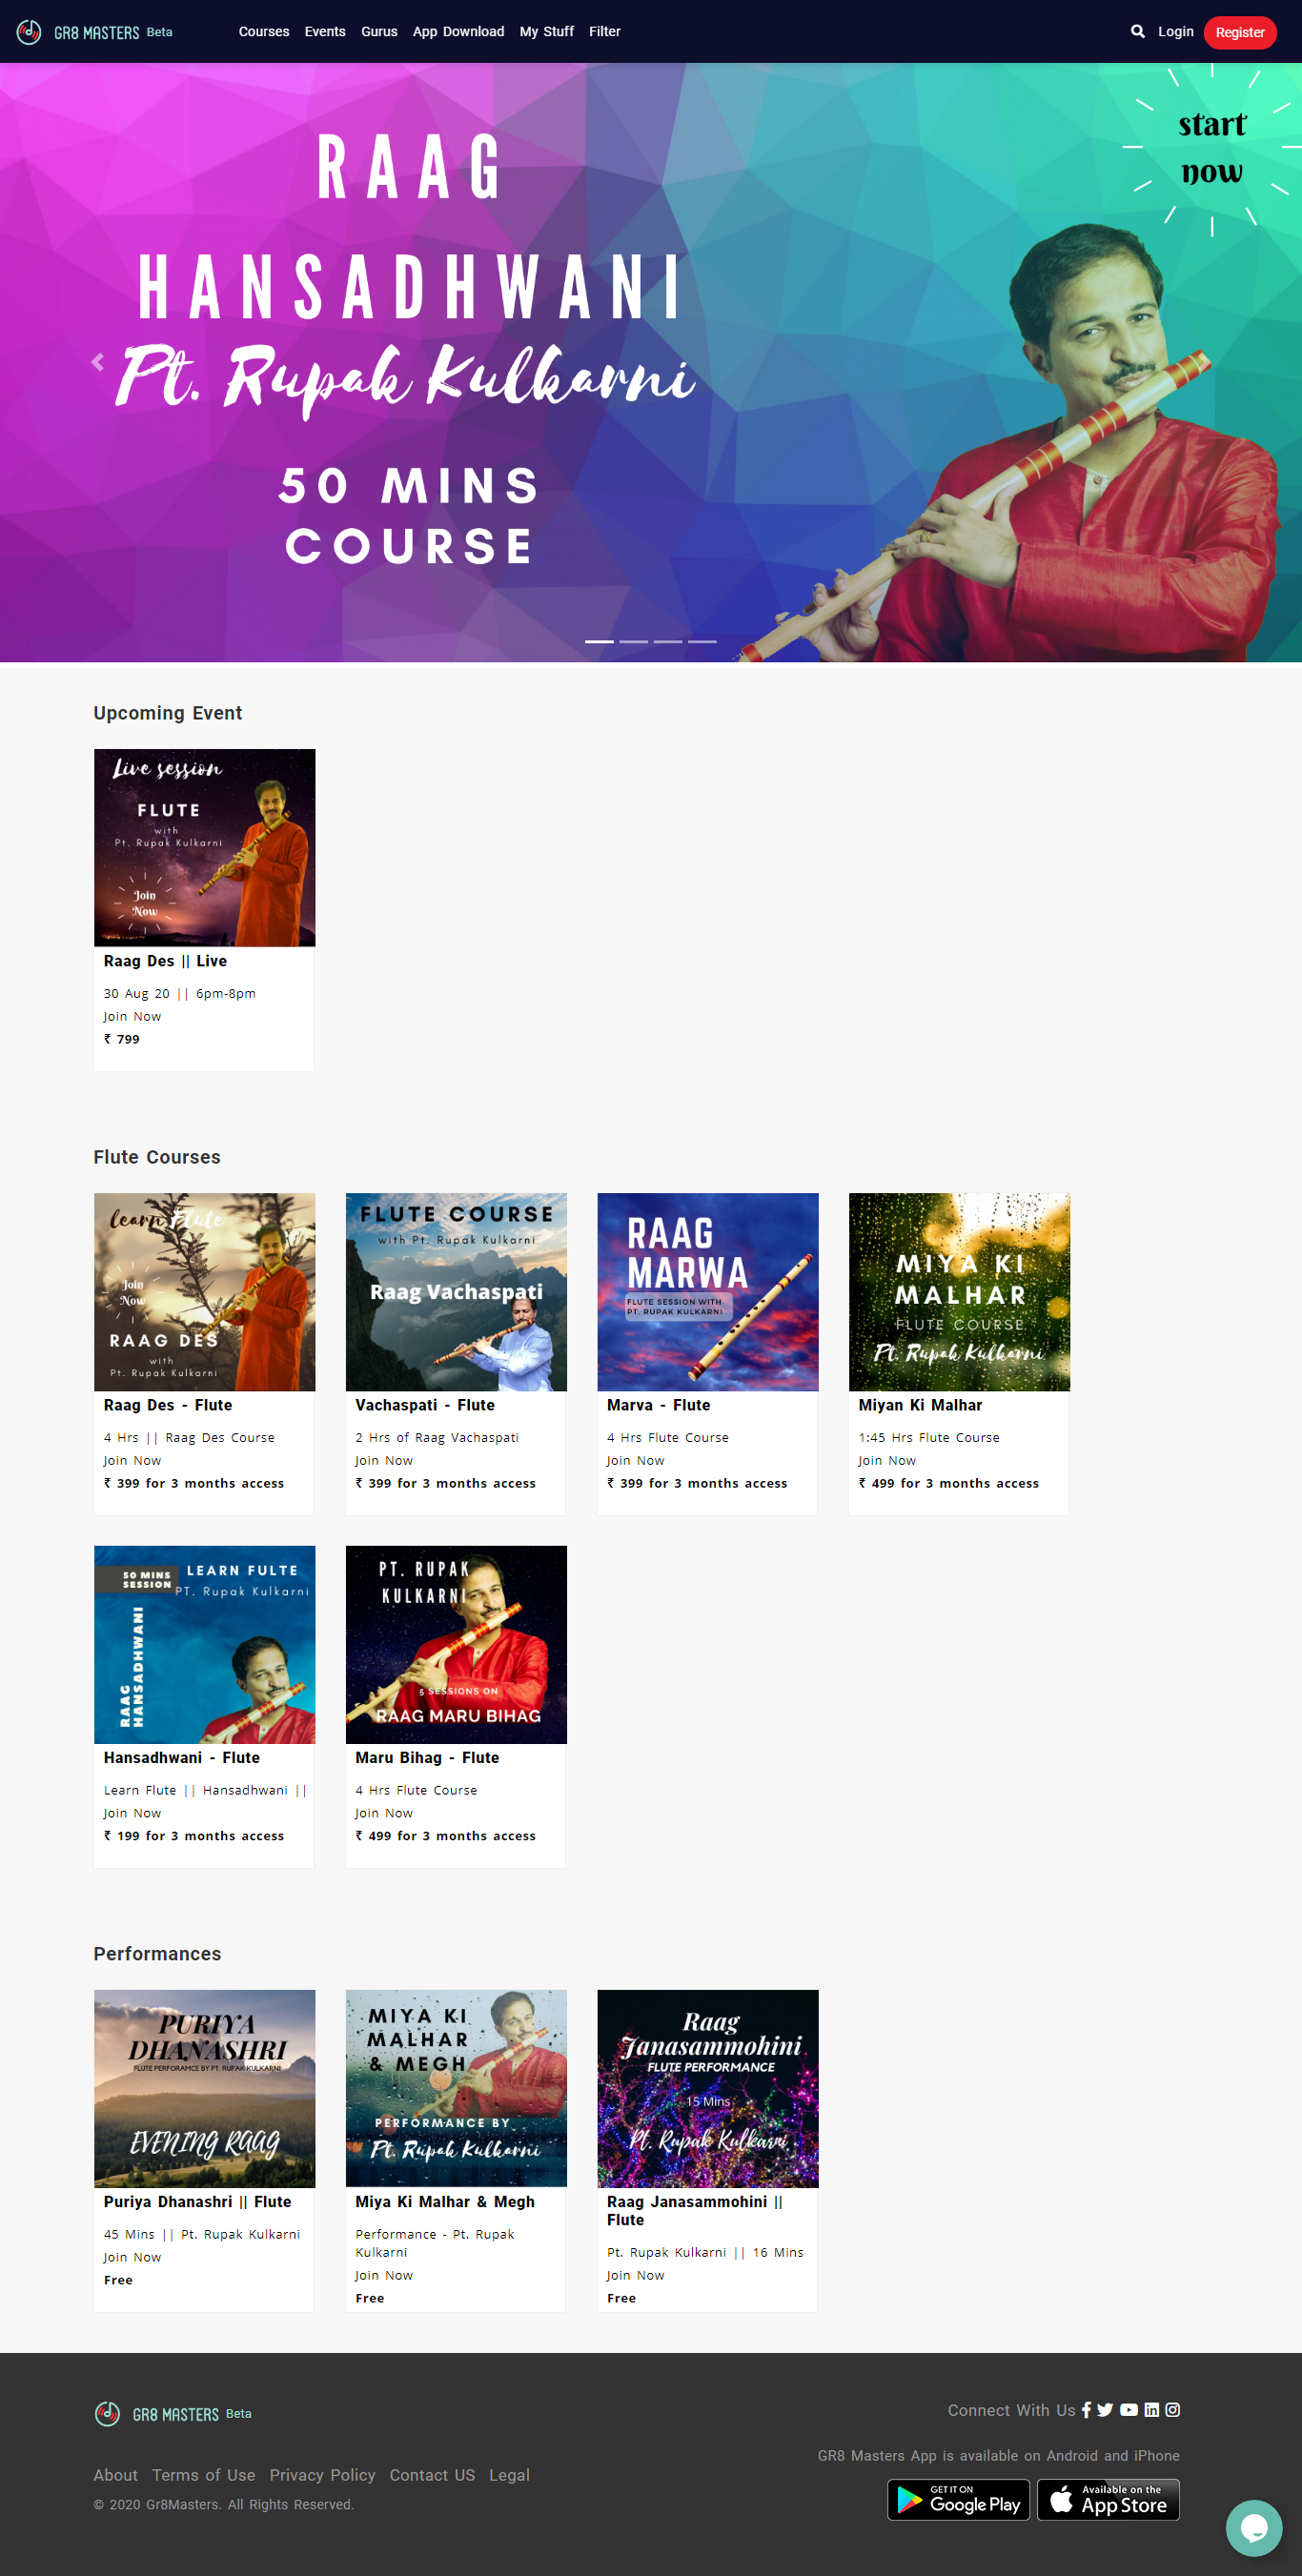 GR8 MASTERS Beta
Courses Events Gurus App Download My Stuff Filter
Login Register
RAAG
HANSADHWANI
Pt. Rupak Kulkarni
50 MINS
COURSE
start
now
Upcoming Event
Live session
FLUTE
with
Pt. Rupak Kulkarni
Join
Now
Raag Des || Live
30 Aug 20 || 6pm-8pm
Join Now
₹ 799
Flute Courses
learn Flute
Join
Now
RAAG DES
with
Pt. Rupak Kulkarni
Raag Des - Flute
4 Hrs || Raag Des Course
Join Now
₹ 399 for 3 months access
FLUTE COURSE
with Pt. Rupak Kulkarni
Raag Vachaspati
Vachaspati - Flute
2 Hrs of Raag Vachaspati
Join Now
₹ 399 for 3 months access
RAAG
MARWA
FLUTE SESSION WITH
PT. RUPAK KULKARNI
Marva - Flute
4 Hrs Flute Course
Join Now
₹ 399 for 3 months access
MIYA KI
MALHAR
FLUTE COURSE
Pt. Rupak Kulkarni
Miyan Ki Malhar
1:45 Hrs Flute Course
Join Now
₹ 499 for 3 months access
50 MINS
SESSION
LEARN FULTE
PT. Rupak Kulkarni
RAAG
HANSADHWANI
Hansadhwani - Flute
Learn Flute || Hansadhwani ||
Join Now
₹ 199 for 3 months access
PT. RUPAK
KULKARNI
5 SESSIONS ON
RAAG MARU BIHAG
Maru Bihag - Flute
4 Hrs Flute Course
Join Now
₹ 499 for 3 months access
Performances
PURIYA
DHANASHRI
FLUTE PERFORAMCE BY PT. RUPAK KULKARNI
EVENING RAAG
Puriya Dhanashri || Flute
45 Mins || Pt. Rupak Kulkarni
Join Now
Free
MIYA KI
MALHAR
& MEGH
PERFORMANCE BY
Pt. Rupak Kulkarni
Miya Ki Malhar & Megh
Performance - Pt. Rupak
Kulkarni
Join Now
Free
Raag
Janasammohini
FLUTE PERFORMANCE
15 Mins
Pt. Rupak Kulkarni
Raag Janasammohini ||
Flute
Pt. Rupak Kulkarni || 16 Mins
Join Now
Free
GR8 MASTERS Beta
Connect With Us
GR8 Masters App is available on Android and iPhone
About Terms of Use Privacy Policy Contact US Legal
© 2020 Gr8Masters. All Rights Reserved.
GET IT ON
Google Play
Available on the
App Store